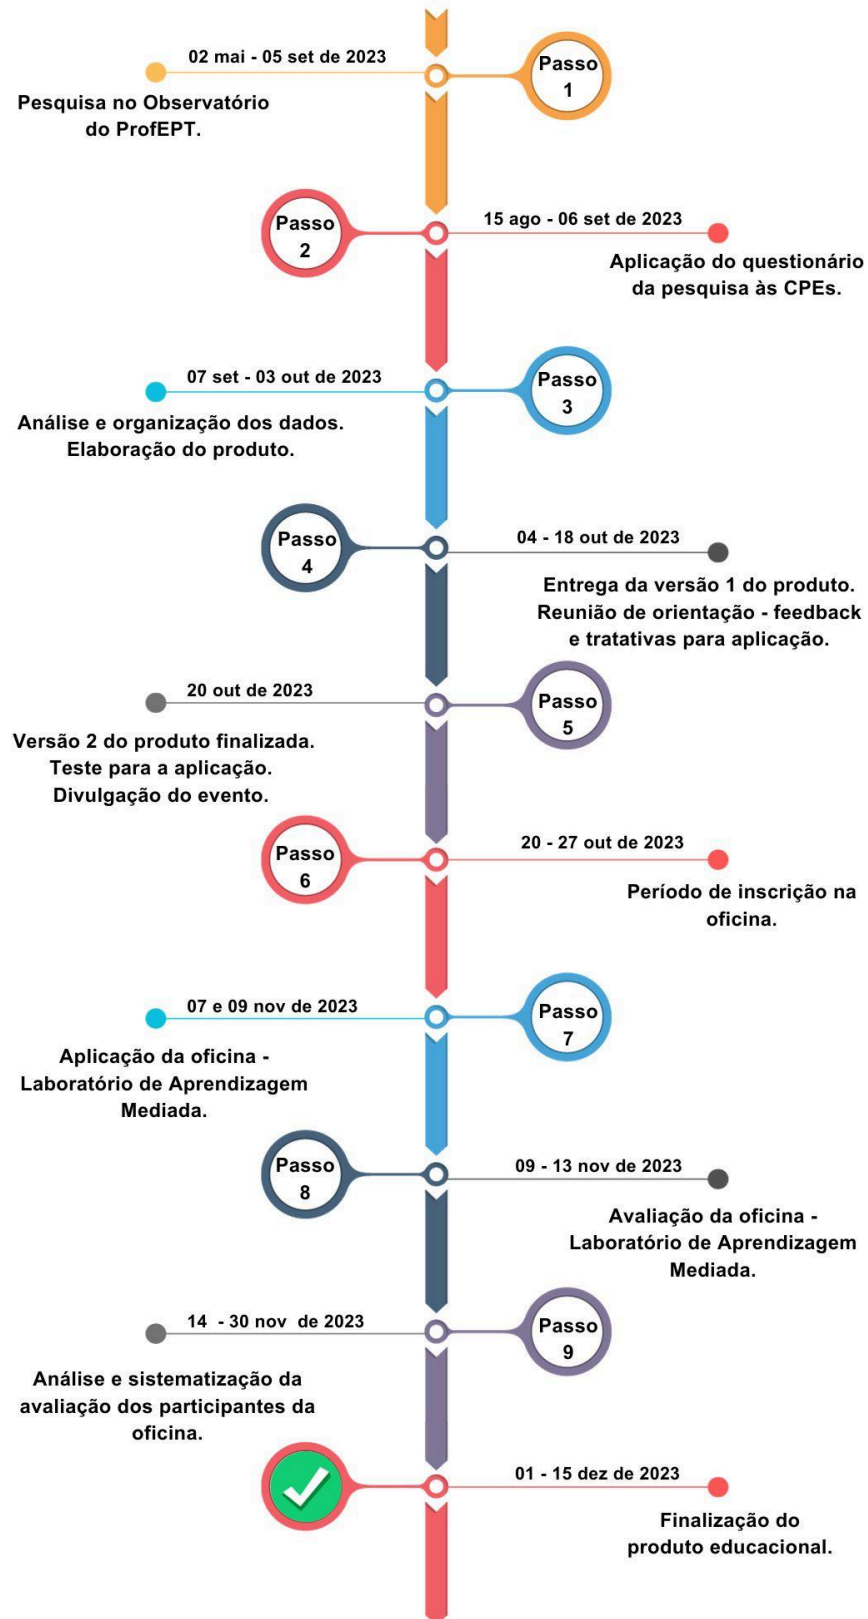 02 mai - 05 set de 2023
Passo
1
Pesquisa no Observatório
do ProfEPT.
Passo
2
15 ago - 06 set de 2023
Aplicação do questionário
da pesquisa às CPEs.
07 set - 03 out de 2023
Passo
3
Análise e organização dos dados.
Elaboração do produto.
Passo
4
04 - 18 out de 2023
Entrega da versão 1 do produto.
Reunião de orientação - feedback
e tratativas para aplicação.
20 out de 2023
Passo
5
Versão 2 do produto finalizada.
Teste para a aplicação.
Divulgação do evento.
Passo
6
20 - 27 out de 2023
Período de inscrição na
oficina.
07 e 09 nov de 2023
Passo
7
Aplicação da oficina -
Laboratório de Aprendizagem
Mediada.
Passo
8
09 - 13 nov de 2023
Avaliação da oficina -
Laboratório de Aprendizagem
Mediada.
14  - 30 nov  de 2023
Passo
9
Análise e sistematização da
avaliação dos participantes da
oficina.
01 - 15 dez de 2023
Finalização do
produto educacional.